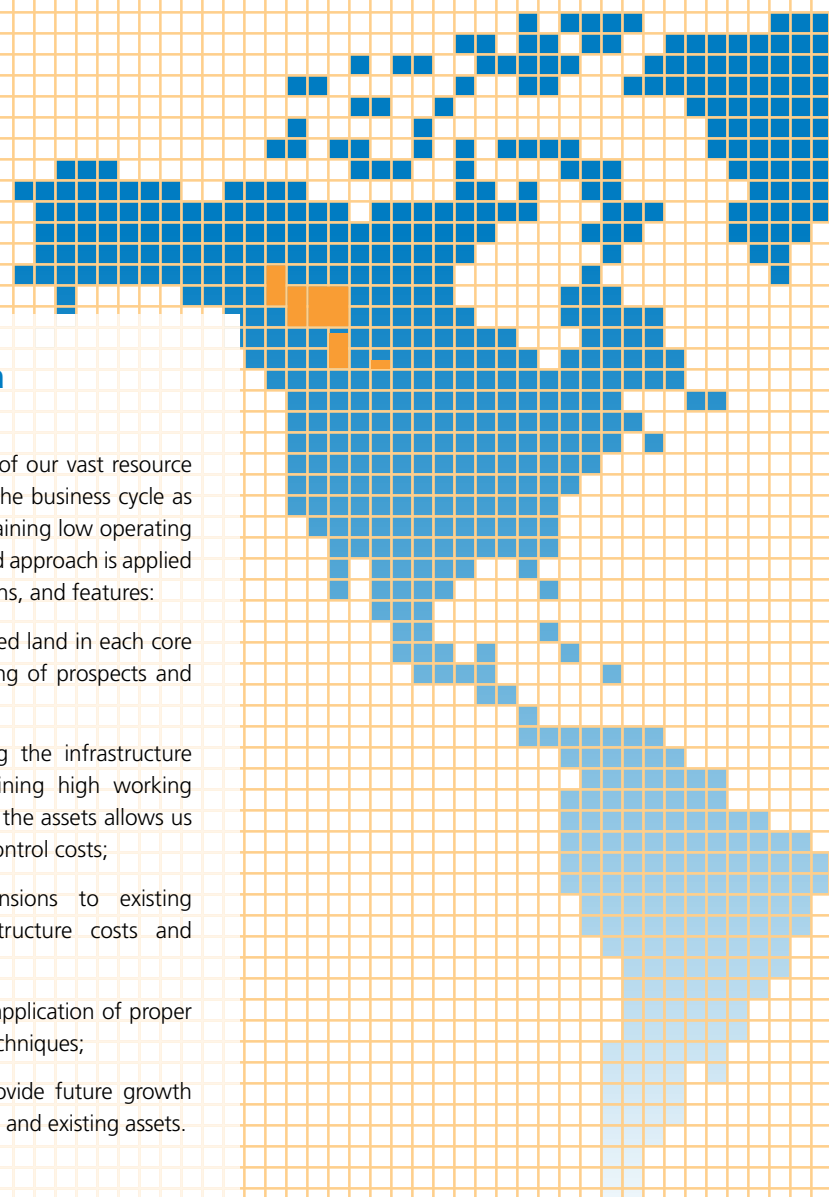 n
of our vast resource
he business cycle as
aining low operating
d approach is applied
ns, and features:
ed land in each core
ng of prospects and
g the infrastructure
ining high working
the assets allows us
ontrol costs;
nsions to existing
tructure costs and
application of proper
chniques;
ovide future growth
and existing assets.